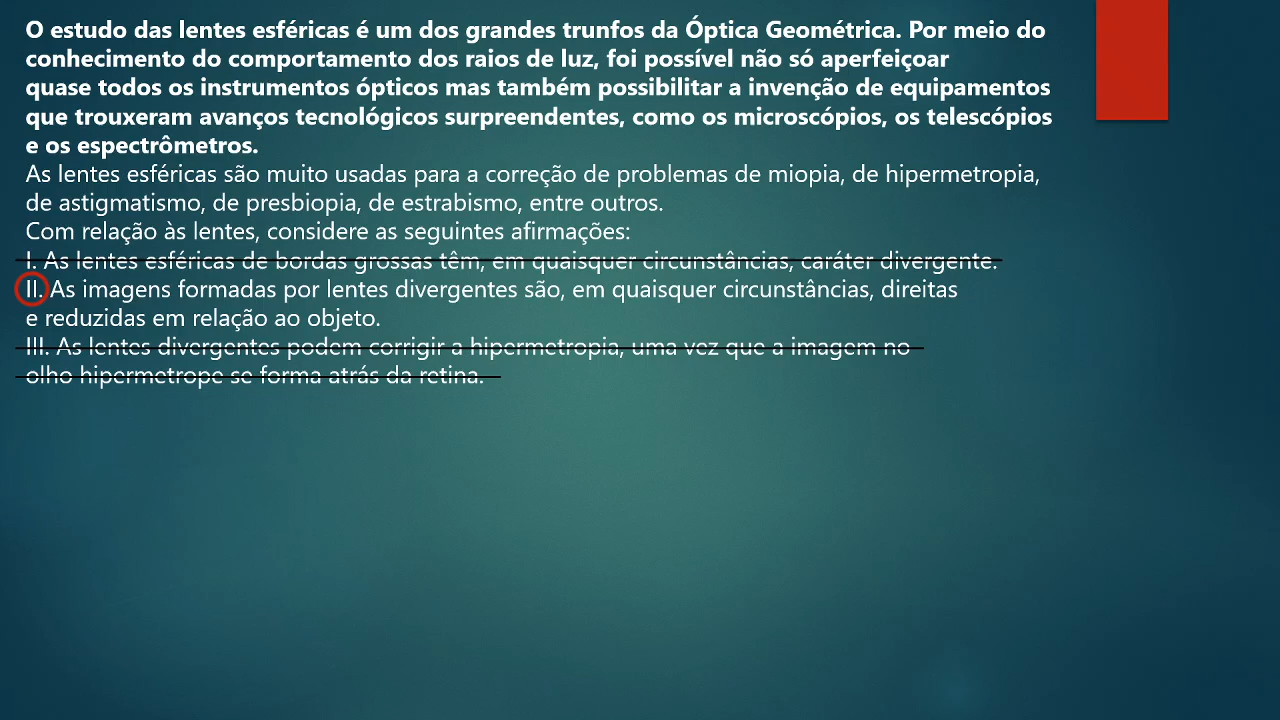 O estudo das lentes esféricas é um dos grandes trunfos da Óptica Geométrica. Por meio do
conhecimento do comportamento dos raios de luz, foi possível não só aperfeiçoar
quase todos os instrumentos ópticos mas também possibilitar a invenção de equipamentos
que trouxeram avanços tecnológicos surpreendentes, como os microscópios, os telescópios
e os espectrômetros.
As lentes esféricas são muito usadas para a correção de problemas de miopia, de hipermetropia,
de astigmatismo, de presbiopia, de estrabismo, entre outros.
Com relação às lentes, considere as seguintes afirmações:
I. As lentes esféricas de bordas grossas têm, em quaisquer circunstâncias, caráter divergente.
II. As imagens formadas por lentes divergentes são, em quaisquer circunstâncias, direitas
e reduzidas em relação ao objeto.
III. As lentes divergentes podem corrigir a hipermetropia, uma vez que a imagem no
olho hipermetrope se forma atrás da retina.